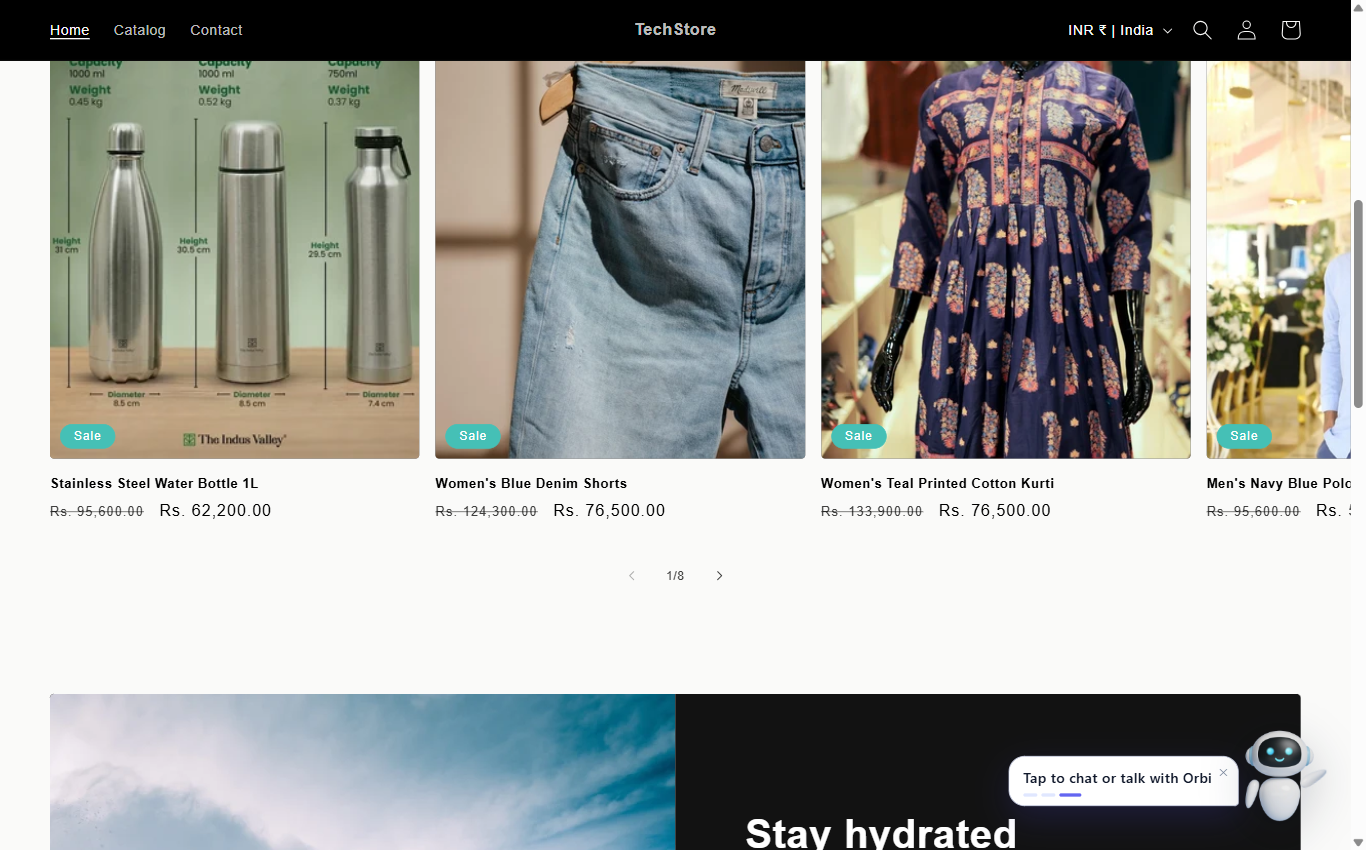 Home Catalog Contact TechStore INR ₹ | India
Capacity Capacity Capacity
1000 ml 1000 ml 750ml
Weight Weight Weight
0.45 kg 0.52 kg 0.37 kg
Height Height Height
31 cm 30.5 cm 29.5 cm
Diameter Diameter Diameter
8.5 cm 8.5 cm 7.4 cm
The Indus Valley
Madewell
Sale Sale Sale Sale
Stainless Steel Water Bottle 1L
Rs. 95,600.00 Rs. 62,200.00
Women's Blue Denim Shorts
Rs. 124,300.00 Rs. 76,500.00
Women's Teal Printed Cotton Kurti
Rs. 133,900.00 Rs. 76,500.00
Men's Navy Blue Polo
Rs. 95,600.00 Rs.
1/8
Stay hydrated
Tap to chat or talk with Orbi